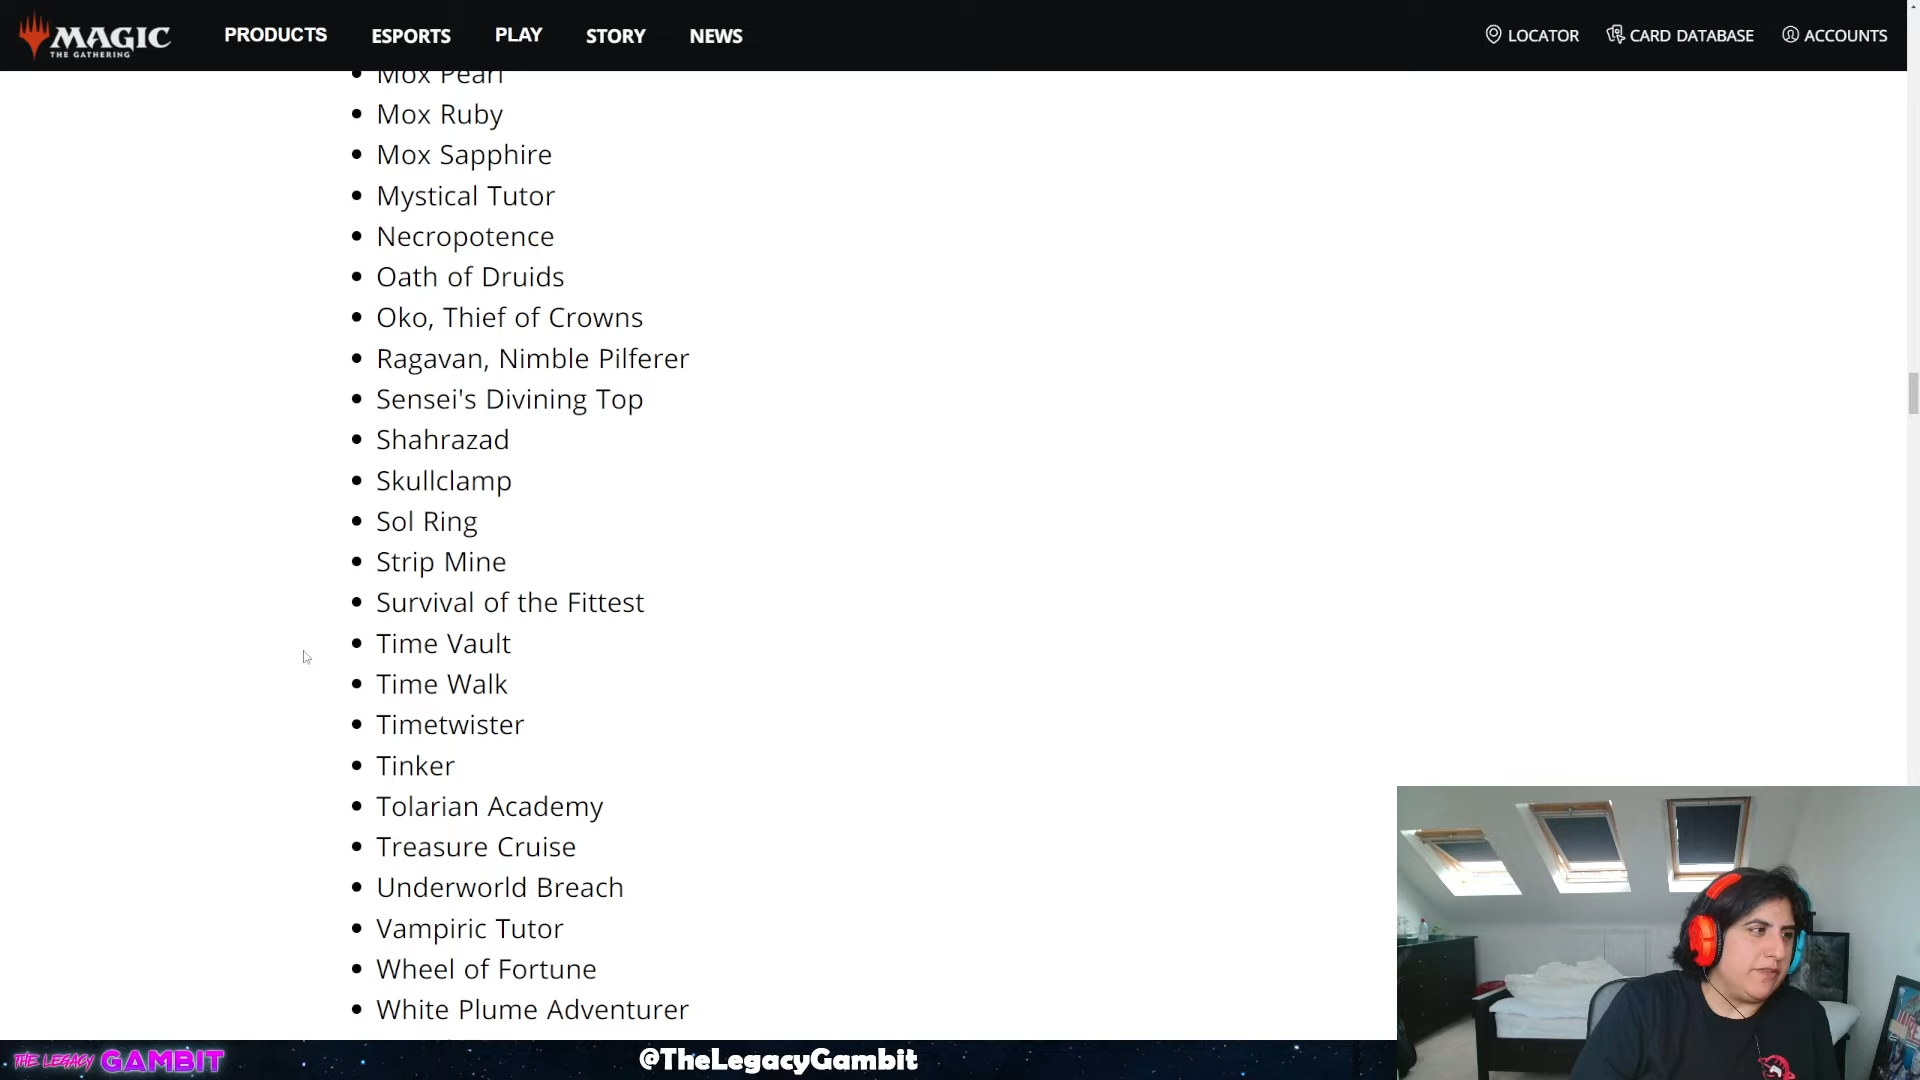 MAGIC
THE GATHERING
PRODUCTS
ESPORTS
PLAY
STORY
NEWS
LOCATOR
CARD DATABASE
ACCOUNTS
Mox Pearl
Mox Ruby
Mox Sapphire
Mystical Tutor
Necropotence
Oath of Druids
Oko, Thief of Crowns
Ragavan, Nimble Pilferer
Sensei's Divining Top
Shahrazad
Skullclamp
Sol Ring
Strip Mine
Survival of the Fittest
Time Vault
Time Walk
Timetwister
Tinker
Tolarian Academy
Treasure Cruise
Underworld Breach
Vampiric Tutor
Wheel of Fortune
White Plume Adventurer
THE LEGACY GAMBIT
@TheLegacyGambit